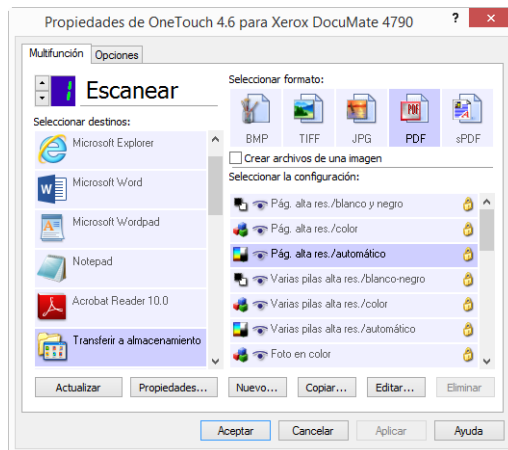 Propiedades de OneTouch 4.6 para Xerox DocuMate 4790
Multifunción
Opciones
1 Escanear
Seleccionar destinos:
Microsoft Explorer
Microsoft Word
Microsoft Wordpad
Notepad
Acrobat Reader 10.0
Transferir a almacenamiento
Actualizar
Propiedades...
Seleccionar formato:
BMP
TIFF
JPG
PDF
sPDF
Crear archivos de una imagen
Seleccionar la configuración:
Pág. alta res./blanco y negro
Pág. alta res./color
Pág. alta res./automático
Varias pilas alta res./blanco-negro
Varias pilas alta res./color
Varias pilas alta res./automático
Foto en color
Nuevo...
Copiar...
Editar...
Eliminar
Aceptar
Cancelar
Aplicar
Ayuda